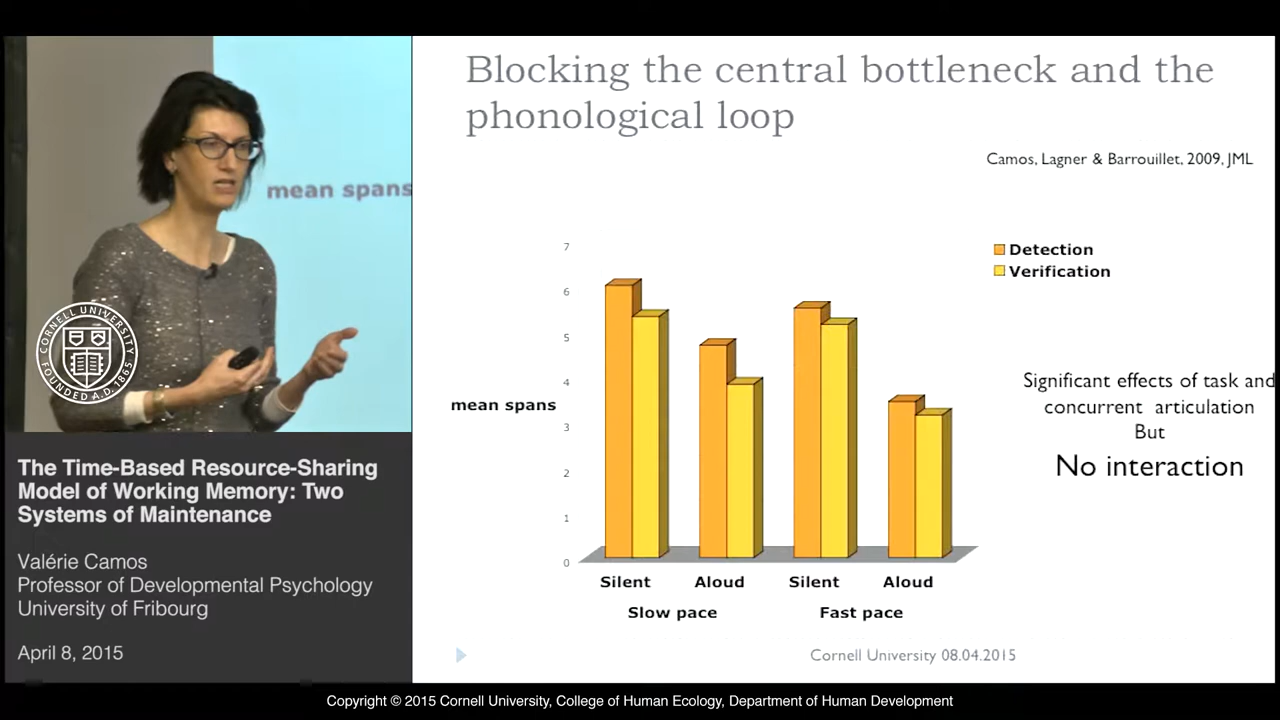 Blocking the central bottleneck and the
phonological loop
Camos, Lagner & Barrouillet, 2009, JML
mean spans
CORNELL UNIVERSITY
FOUNDED A.D. 1865
7
6
5
4
3
2
1
0
mean spans
Detection
Verification
Significant effects of task and
concurrent articulation
But
No interaction
Silent Aloud Silent Aloud
Slow pace Fast pace
Cornell University 08.04.2015
The Time-Based Resource-Sharing
Model of Working Memory: Two
Systems of Maintenance
Valérie Camos
Professor of Developmental Psychology
University of Fribourg
April 8, 2015
Copyright © 2015 Cornell University, College of Human Ecology, Department of Human Development